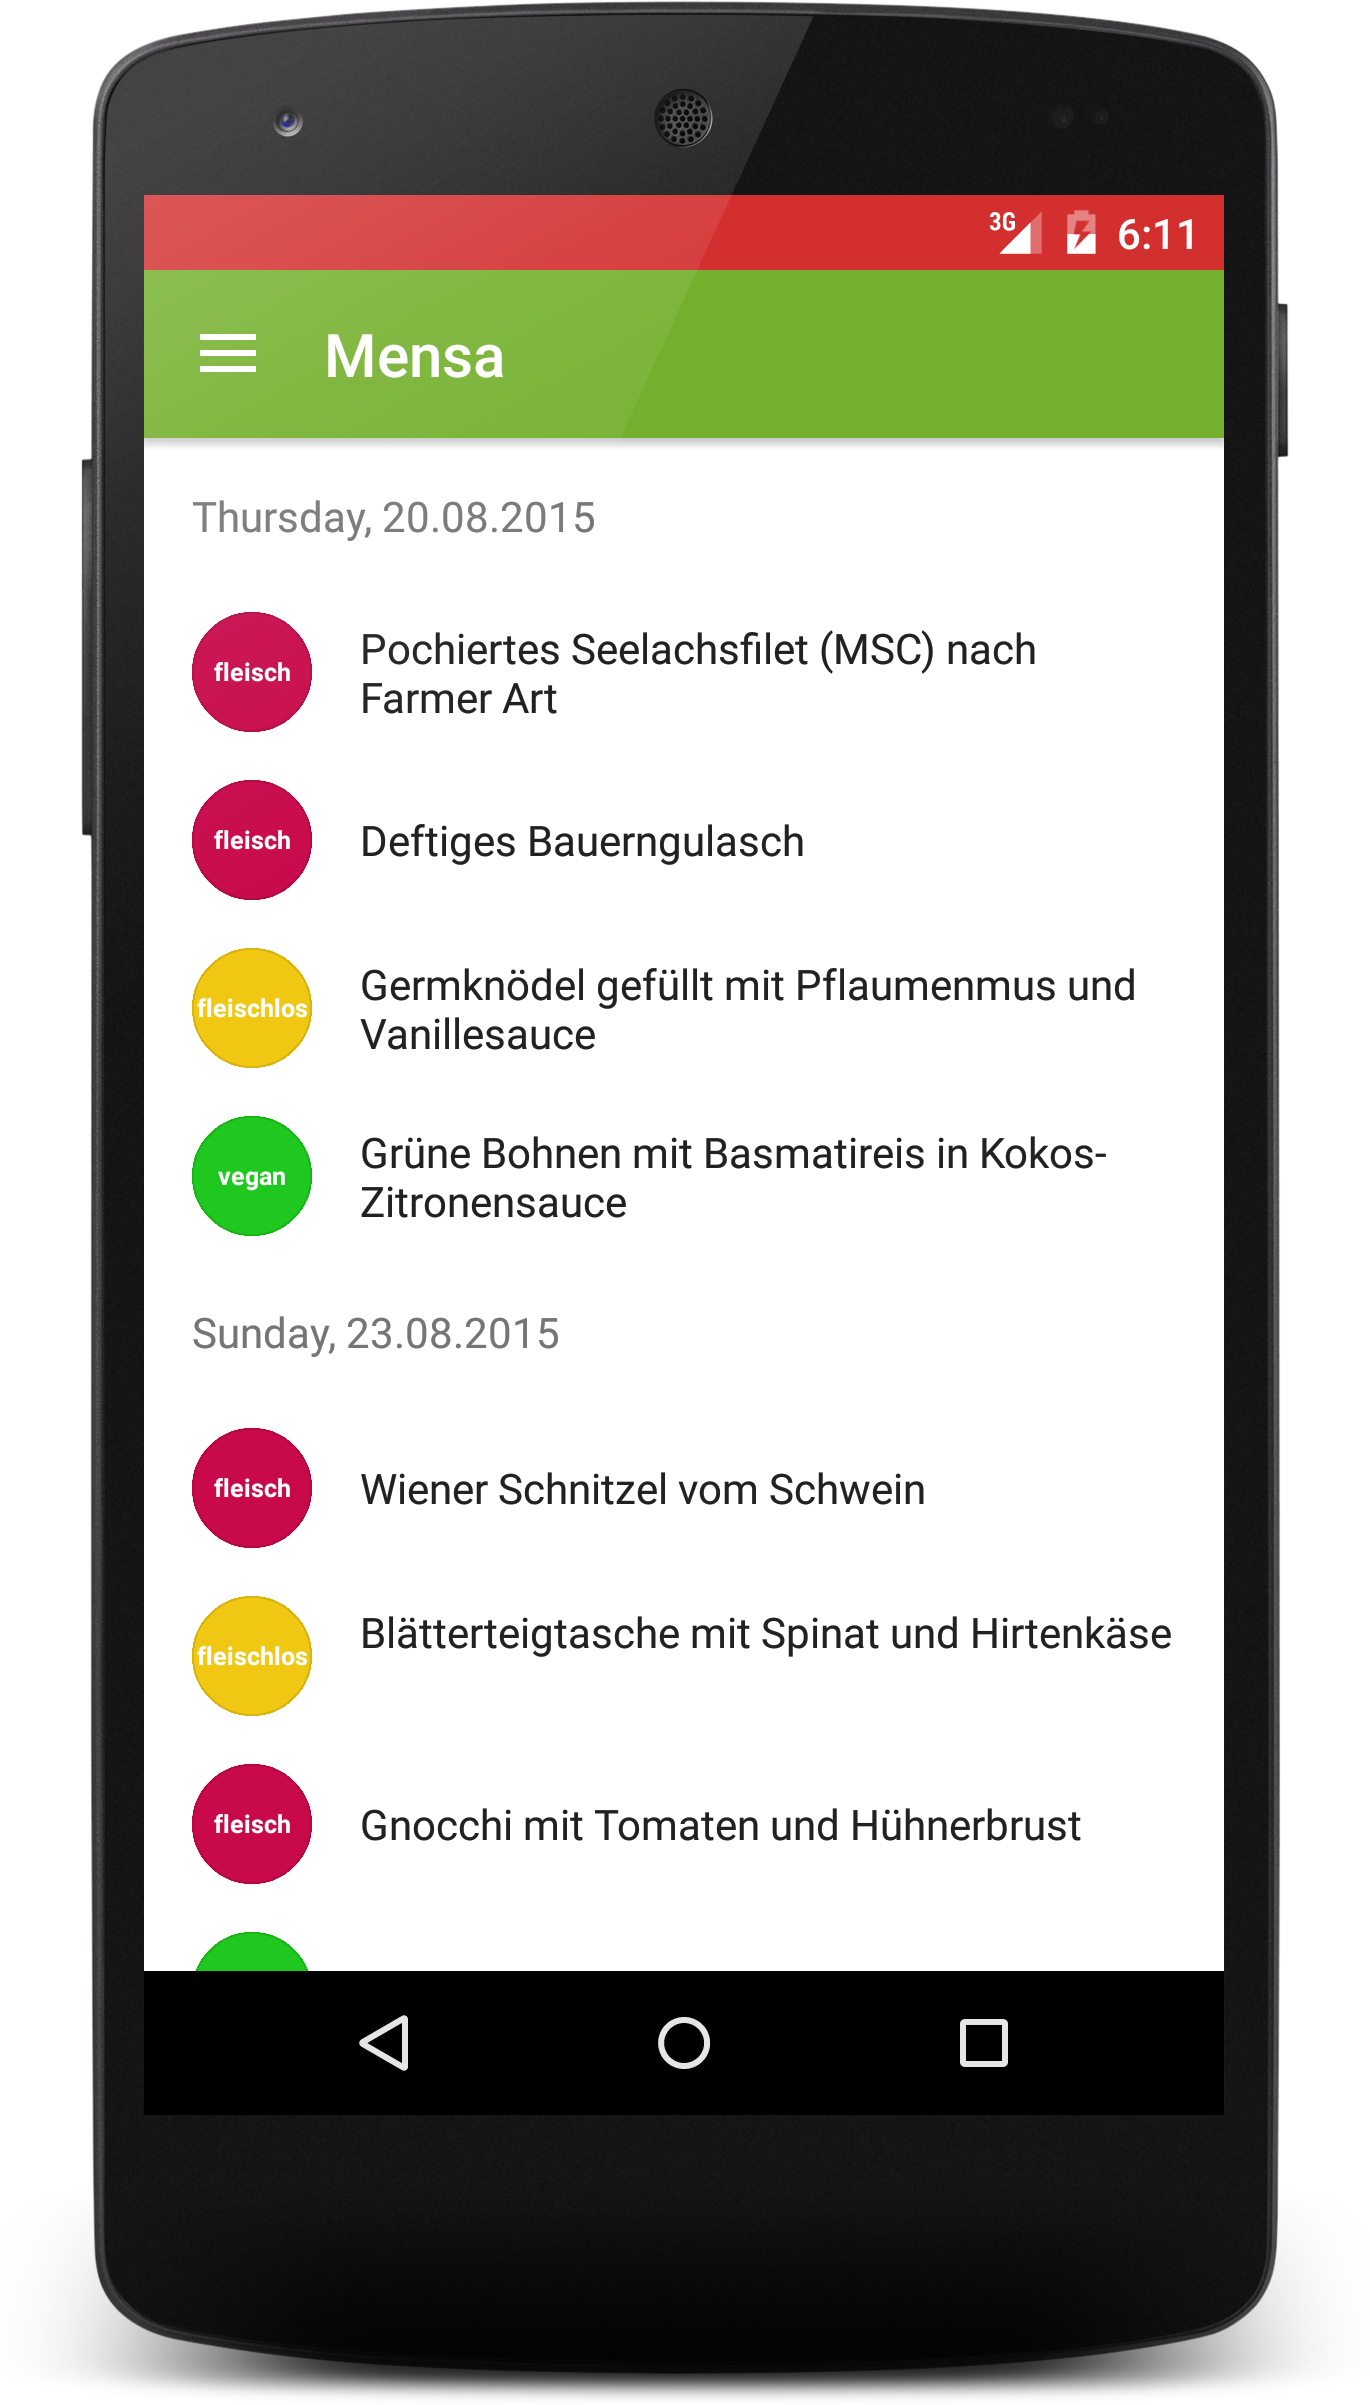 3G 6:11
Mensa
Thursday, 20.08.2015
fleisch
Pochiertes Seelachsfilet (MSC) nach
Farmer Art
fleisch
Deftiges Bauerngulasch
fleischlos
Germknödel gefüllt mit Pflaumenmus und
Vanillesauce
vegan
Grüne Bohnen mit Basmatireis in Kokos-
Zitronensauce
Sunday, 23.08.2015
fleisch
Wiener Schnitzel vom Schwein
fleischlos
Blätterteigtasche mit Spinat und Hirtenkäse
fleisch
Gnocchi mit Tomaten und Hühnerbrust